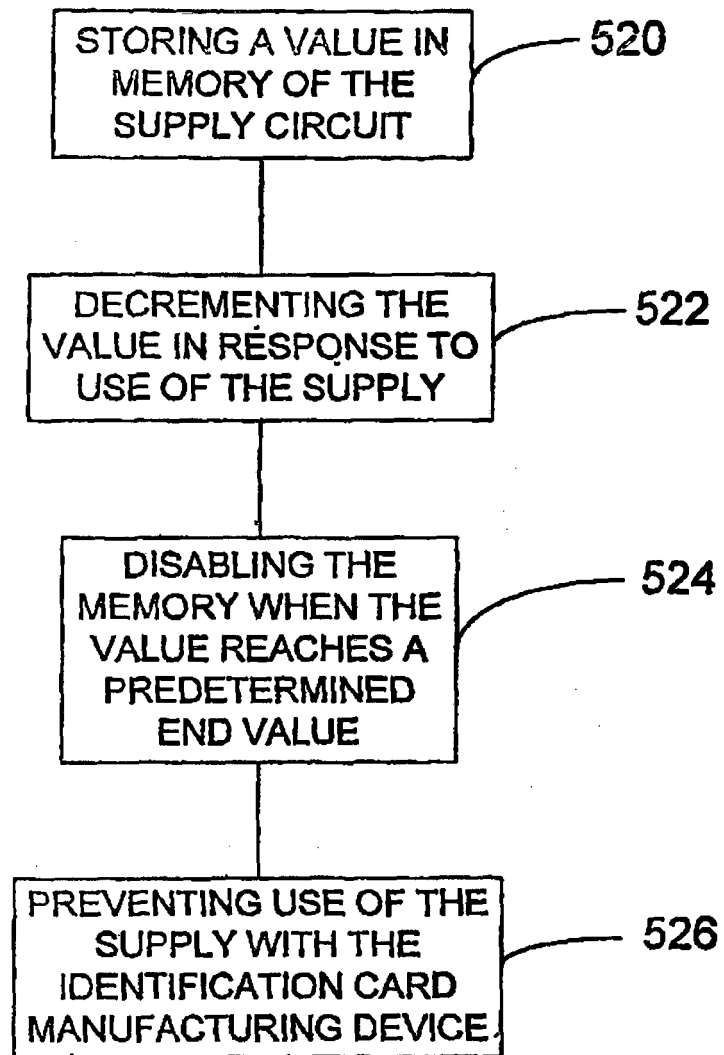 STORING A VALUE IN
MEMORY OF THE
SUPPLY CIRCUIT
520
DECREMENTING THE
VALUE IN RESPONSE TO
USE OF THE SUPPLY
522
DISABLING THE
MEMORY WHEN THE
VALUE REACHES A
PREDETERMINED
END VALUE
524
PREVENTING USE OF THE
SUPPLY WITH THE
IDENTIFICATION CARD
MANUFACTURING DEVICE
526